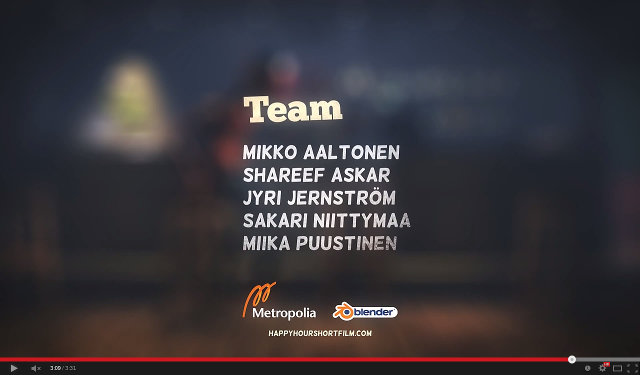 Team
MIKKO AALTONEN
SHAREEF ASKAR
JYRI JERNSTRÖM
SAKARI NIITTYMAA
MIIKA PUUSTINEN
Metropolia blender
HAPPYHOURSHORTFILM.COM
3:09 / 3:31